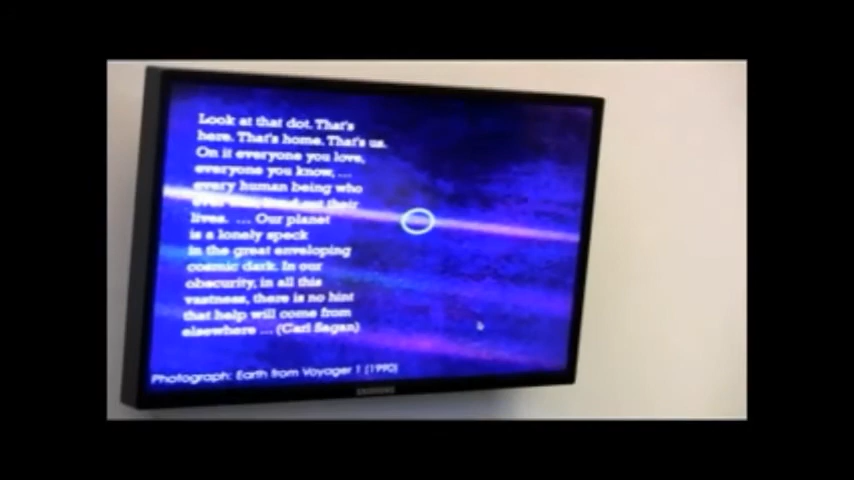 Look at that dot. That's
here. That's home. That's us.
On it everyone you love,
everyone you know, ...
every human being who
ever was, lived out their
lives. ... Our planet
is a lonely speck
in the great enveloping
cosmic dark. In our
obscurity, in all this
vastness, there is no hint
that help will come from
elsewhere ... (Carl Sagan)
Photograph: Earth from Voyager 1 (1990)